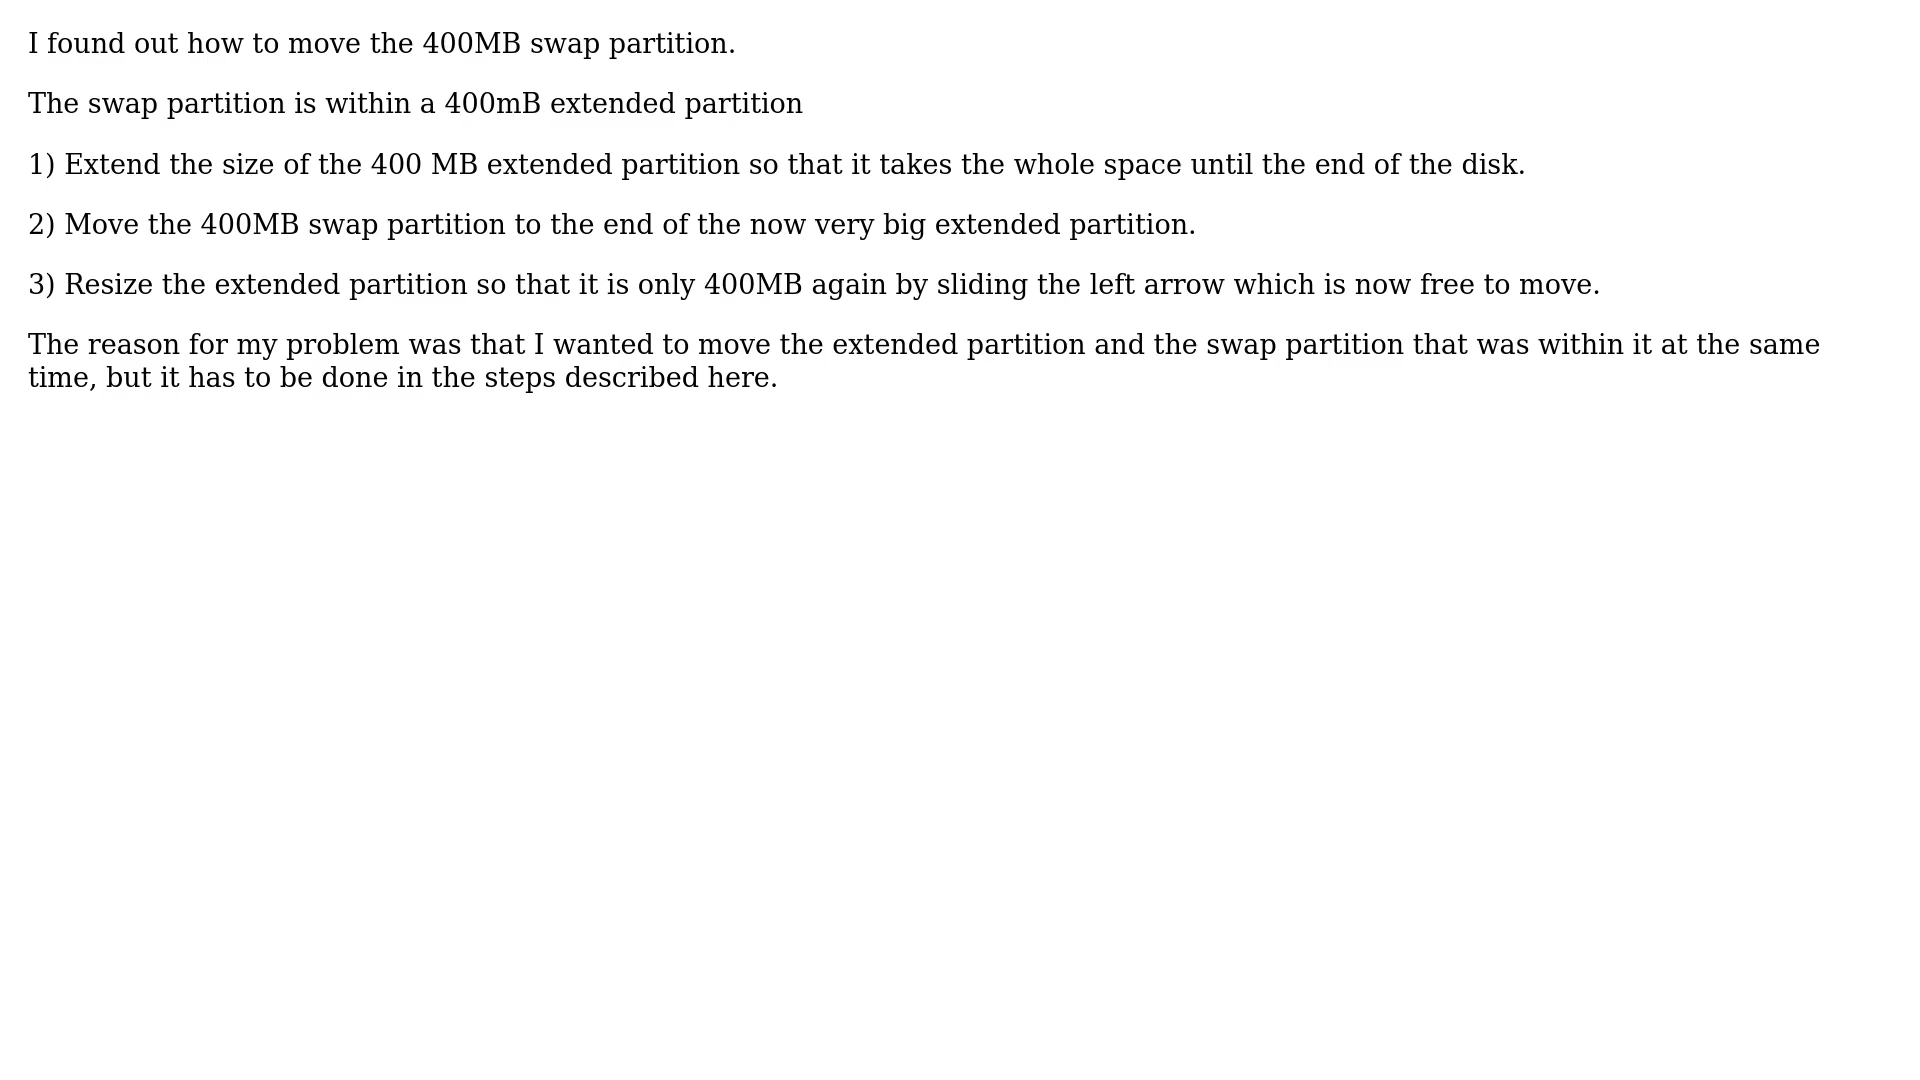 I found out how to move the 400MB swap partition.
The swap partition is within a 400mB extended partition
1) Extend the size of the 400 MB extended partition so that it takes the whole space until the end of the disk.
2) Move the 400MB swap partition to the end of the now very big extended partition.
3) Resize the extended partition so that it is only 400MB again by sliding the left arrow which is now free to move.
The reason for my problem was that I wanted to move the extended partition and the swap partition that was within it at the same
time, but it has to be done in the steps described here.